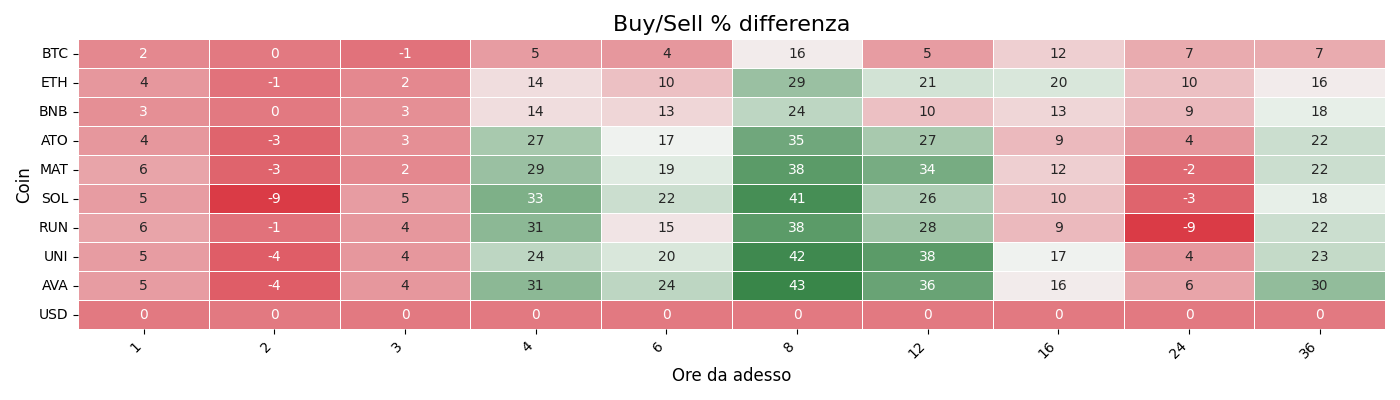 Buy/Sell % differenza
Coin
BTC 2 0 -1 5 4 16 5 12 7 7
ETH 4 -1 2 14 10 29 21 20 10 16
BNB 3 0 3 14 13 24 10 13 9 18
ATO 4 -3 3 27 17 35 27 9 4 22
MAT 6 -3 2 29 19 38 34 12 -2 22
SOL 5 -9 5 33 22 41 26 10 -3 18
RUN 6 -1 4 31 15 38 28 9 -9 22
UNI 5 -4 4 24 20 42 38 17 4 23
AVA 5 -4 4 31 24 43 36 16 6 30
USD 0 0 0 0 0 0 0 0 0 0
1 2 3 4 6 8 12 16 24 36
Ore da adesso